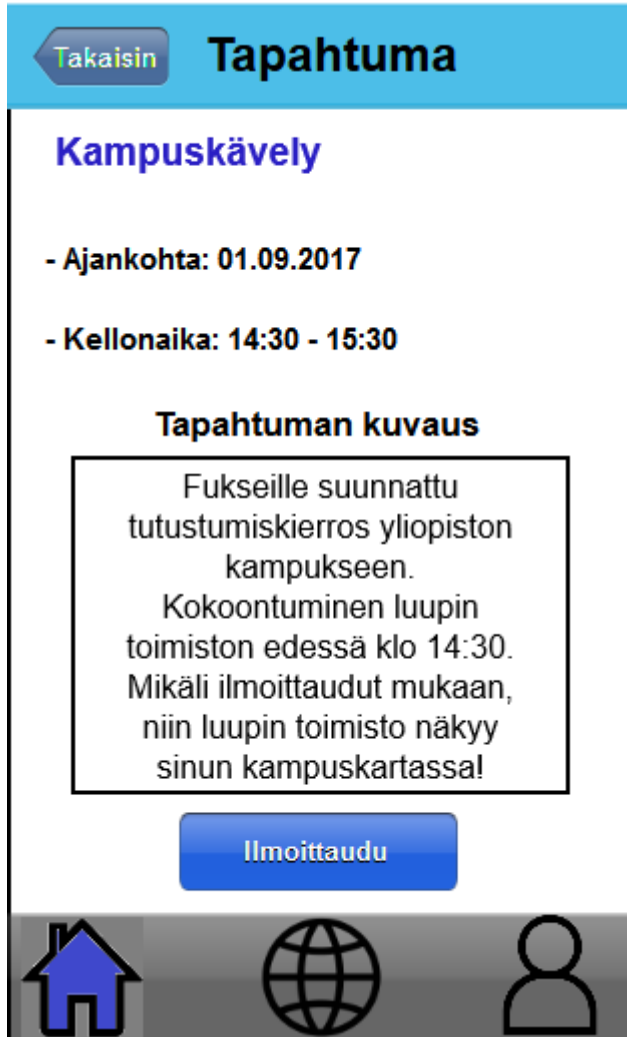 Takaisin
Tapahtuma
Kampuskävely
- Ajankohta: 01.09.2017
- Kellonaika: 14:30 - 15:30
Tapahtuman kuvaus
Fukseille suunnattu
tutustumiskierros yliopiston
kampukseen.
Kokoontuminen luupin
toimiston edessä klo 14:30.
Mikäli ilmoittaudut mukaan,
niin luupin toimisto näkyy
sinun kampuskartassa!
Ilmoittaudu